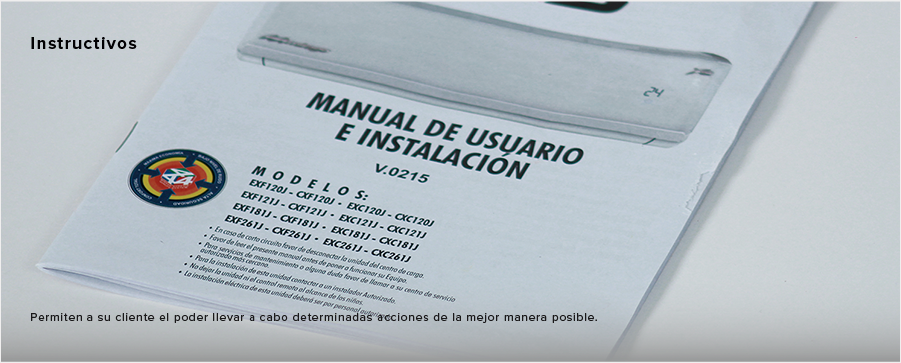 Instructivos
24
MANUAL DE USUARIO
E INSTALACIÓN
V.0215
MODELOS:
EXF120J - CXF120J • EXC120J - CXC120J
EXF121J - CXF121J • EXC121J - CXC121J
EXF181J - CXF181J • EXC181J - CXC181J
EXF261J - CXF261J • EXC261J - CXC261J
• En caso de corto circuito favor de desconectar la unidad del centro de carga.
• Favor de leer el presente manual antes de poner a funcionar su Equipo.
• Para servicios de mantenimiento o alguna duda favor de llamar a su centro de servicio
autorizado más cercano.
• Para la instalación de esta unidad contactar a un instalador Autorizado.
• No dejar la unidad ni el control remoto al alcance de los niños.
• La instalación eléctrica de esta unidad deberá ser por personal
Permiten a su cliente el poder llevar a cabo determinadas acciones de la mejor manera posible.